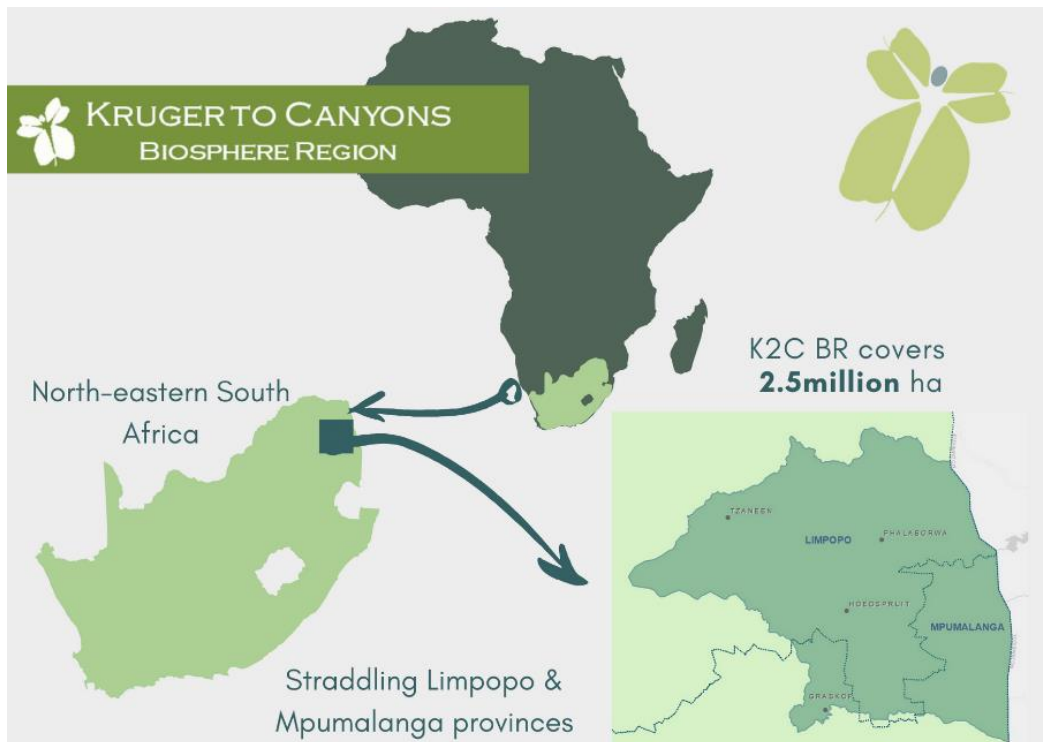 KRUGER TO CANYONS
BIOSPHERE REGION
K2C BR covers
2.5million ha
North-eastern South
Africa
TZANEEN
LIMPOPO
PHALABORWA
HOEDSPRUIT
MPUMALANGA
GRASKOP
Straddling Limpopo &
Mpumalanga provinces